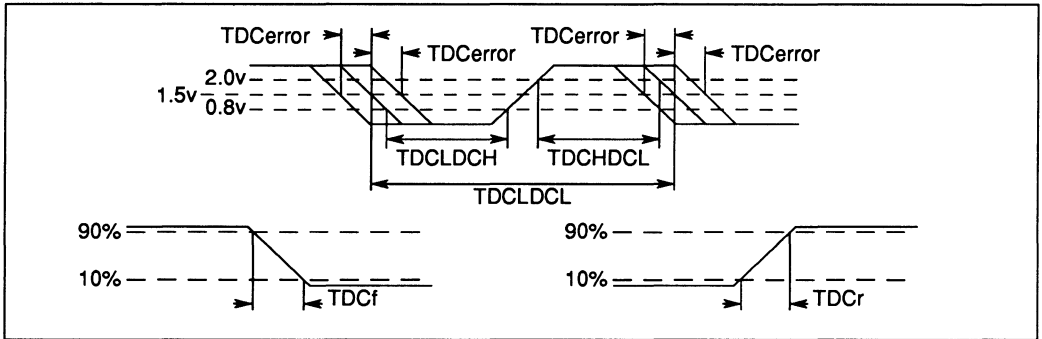 TDCerror TDCerror
TDCerror TDCerror
2.0v
1.5v
0.8v
TDCLDCH TDCHDCL
TDCLDCL
90% 90%
10% 10%
TDCf TDCr